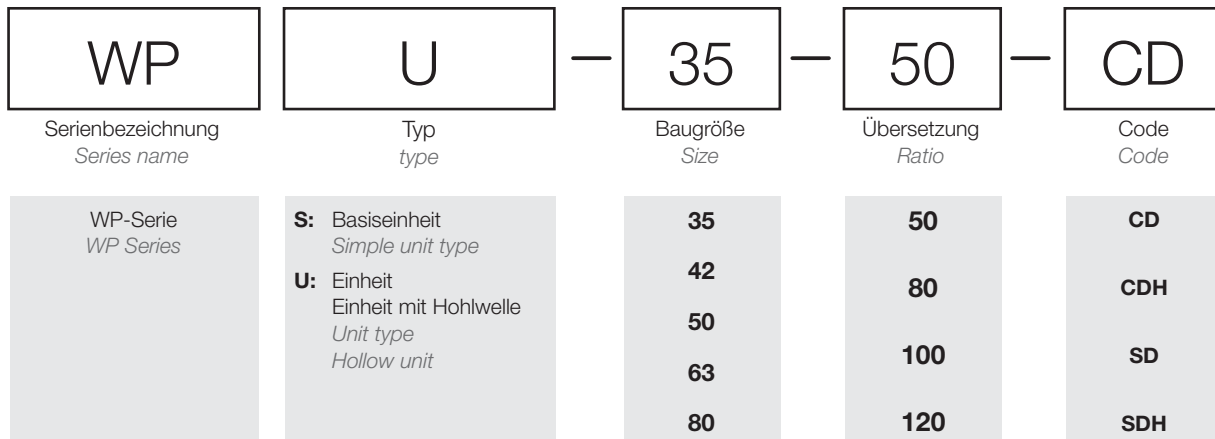 WP U – 35 – 50 – CD
Serienbezeichnung Typ Baugröße Übersetzung Code
Series name type Size Ratio Code
WP-Serie
WP Series
S: Basiseinheit
Simple unit type
U: Einheit
Einheit mit Hohlwelle
Unit type
Hollow unit
35
42
50
63
80
50
80
100
120
CD
CDH
SD
SDH